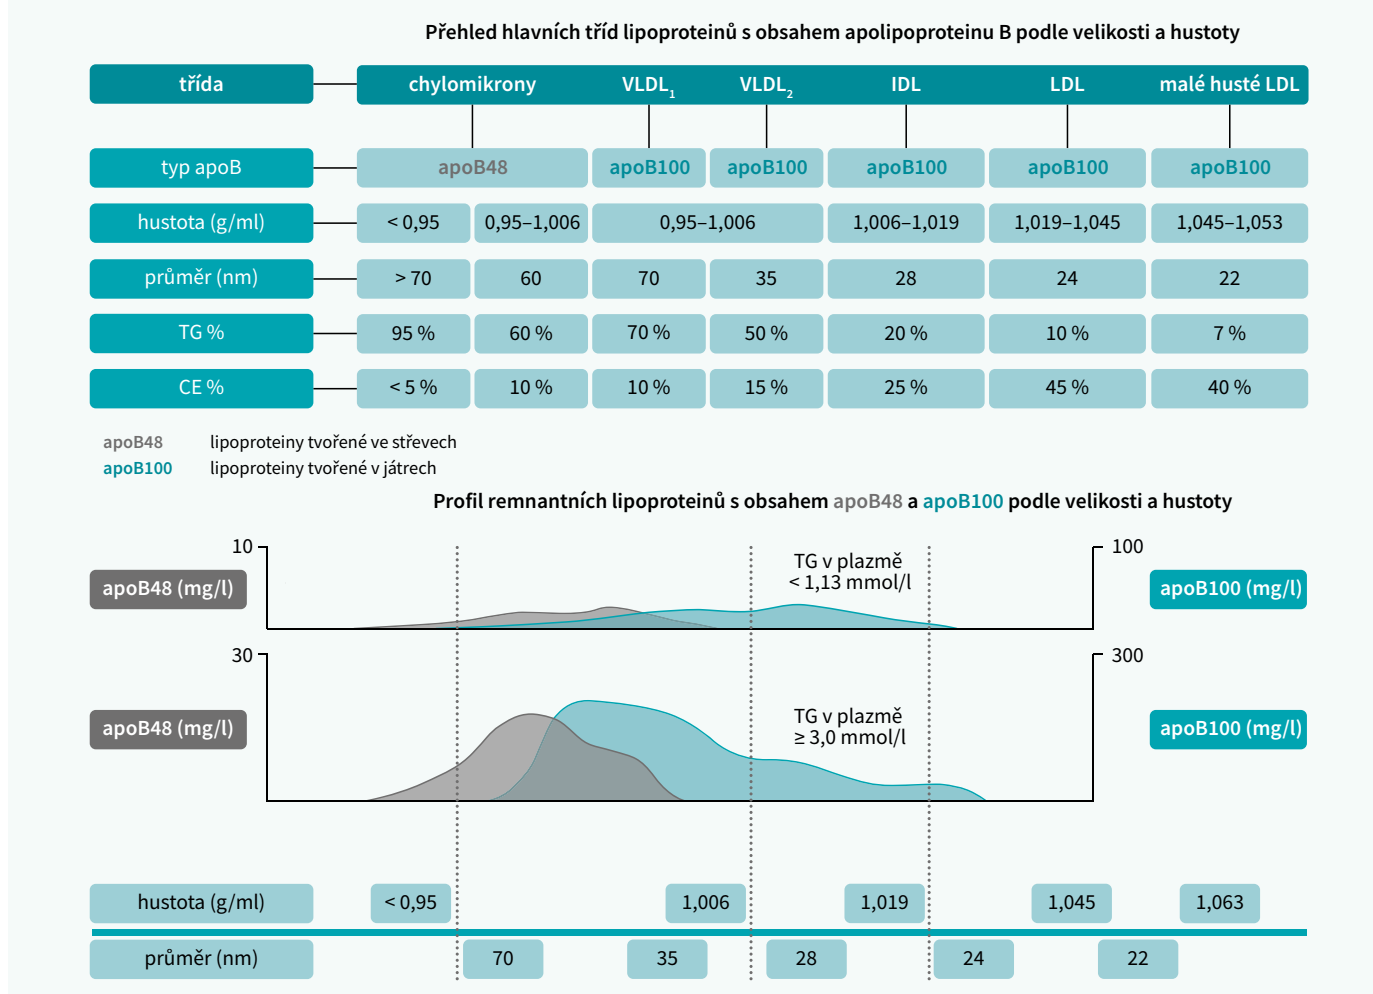 Přehled hlavních tříd lipoproteinů s obsahem apolipoproteinu B podle velikosti a hustoty
třída chylomikrony VLDL₁ VLDL₂ IDL LDL malé husté LDL
typ apoB apoB48 apoB100 apoB100 apoB100 apoB100 apoB100
hustota (g/ml) < 0,95 0,95–1,006 0,95–1,006 1,006–1,019 1,019–1,045 1,045–1,053
průměr (nm) > 70 60 70 35 28 24 22
TG % 95 % 60 % 70 % 50 % 20 % 10 % 7 %
CE % < 5 % 10 % 10 % 15 % 25 % 45 % 40 %
apoB48 lipoproteiny tvořené ve střevech
apoB100 lipoproteiny tvořené v játrech
Profil remnantních lipoproteinů s obsahem apoB48 a apoB100 podle velikosti a hustoty
10 100
TG v plazmě
< 1,13 mmol/l
apoB48 (mg/l) apoB100 (mg/l)
30 300
TG v plazmě
≥ 3,0 mmol/l
apoB48 (mg/l) apoB100 (mg/l)
hustota (g/ml) < 0,95 1,006 1,019 1,045 1,063
průměr (nm) 70 35 28 24 22